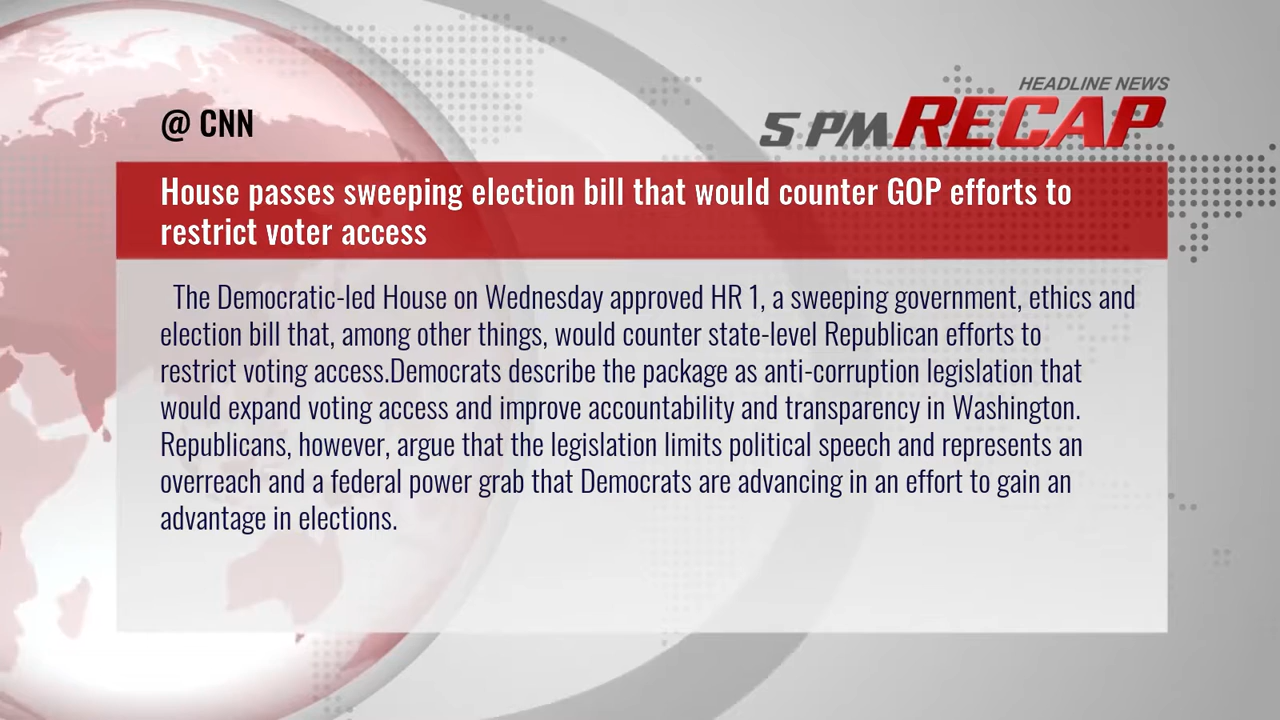 HEADLINE NEWS
@ CNN
5 PM RECAP
House passes sweeping election bill that would counter GOP efforts to
restrict voter access
The Democratic-led House on Wednesday approved HR 1, a sweeping government, ethics and
election bill that, among other things, would counter state-level Republican efforts to
restrict voting access.Democrats describe the package as anti-corruption legislation that
would expand voting access and improve accountability and transparency in Washington.
Republicans, however, argue that the legislation limits political speech and represents an
overreach and a federal power grab that Democrats are advancing in an effort to gain an
advantage in elections.